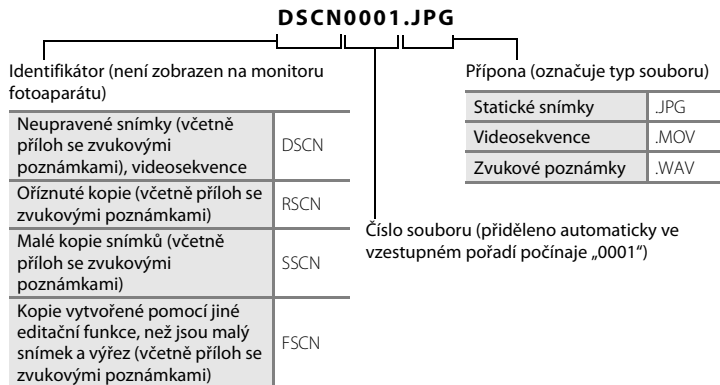 DSCN0001.JPG
Identifikátor (není zobrazen na monitoru
fotoaparátu)
Neupravené snímky (včetně
příloh se zvukovými
poznámkami), videosekvence
DSCN
Oříznuté kopie (včetně příloh se
zvukovými poznámkami)
RSCN
Malé kopie snímků (včetně
příloh se zvukovými
poznámkami)
SSCN
Kopie vytvořené pomocí jiné
editační funkce, než jsou malý
snímek a výřez (včetně příloh se
zvukovými poznámkami)
FSCN
Přípona (označuje typ souboru)
Statické snímky .JPG
Videosekvence .MOV
Zvukové poznámky .WAV
Číslo souboru (přiděleno automaticky ve
vzestupném pořadí počínaje „0001“)